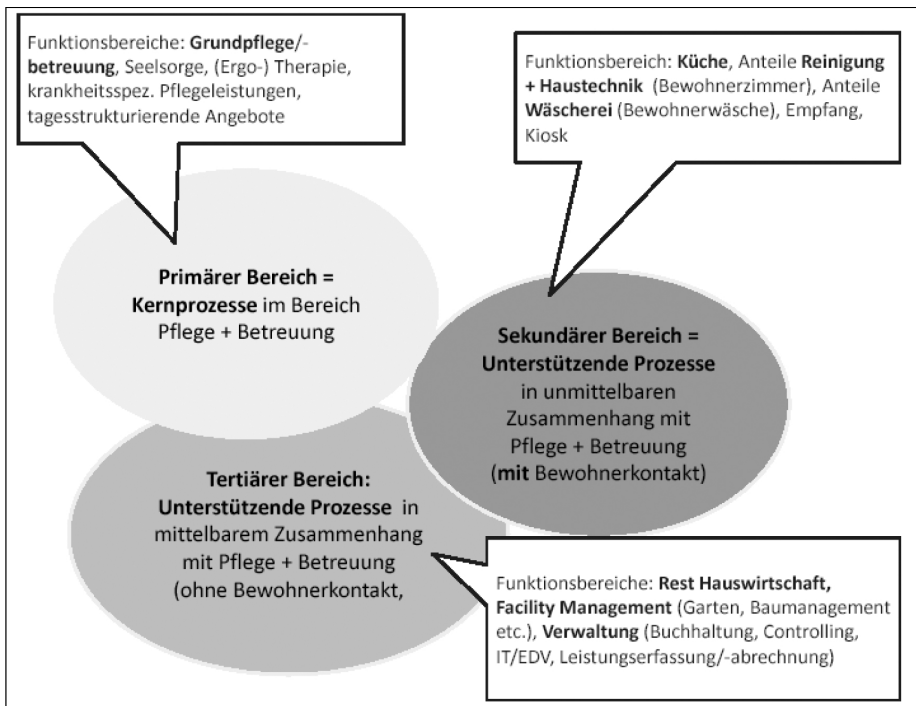 Funktionsbereiche: Grundpflege/-
betreuung, Seelsorge, (Ergo-) Therapie,
krankheitsspez. Pflegeleistungen,
tagesstrukturierende Angebote
Funktionsbereich: Küche, Anteile Reinigung
+ Haustechnik (Bewohnerzimmer), Anteile
Wäscherei (Bewohnerwäsche), Empfang,
Kiosk
Primärer Bereich =
Kernprozesse im Bereich
Pflege + Betreuung
Sekundärer Bereich =
Unterstützende Prozesse
in unmittelbaren
Zusammenhang mit
Pflege + Betreuung
(mit Bewohnerkontakt)
Tertiärer Bereich:
Unterstützende Prozesse in
mittelbarem Zusammenhang
mit Pflege + Betreuung
(ohne Bewohnerkontakt,
Funktionsbereiche: Rest Hauswirtschaft,
Facility Management (Garten, Baumanagement
etc.), Verwaltung (Buchhaltung, Controlling,
IT/EDV, Leistungserfassung/-abrechnung)